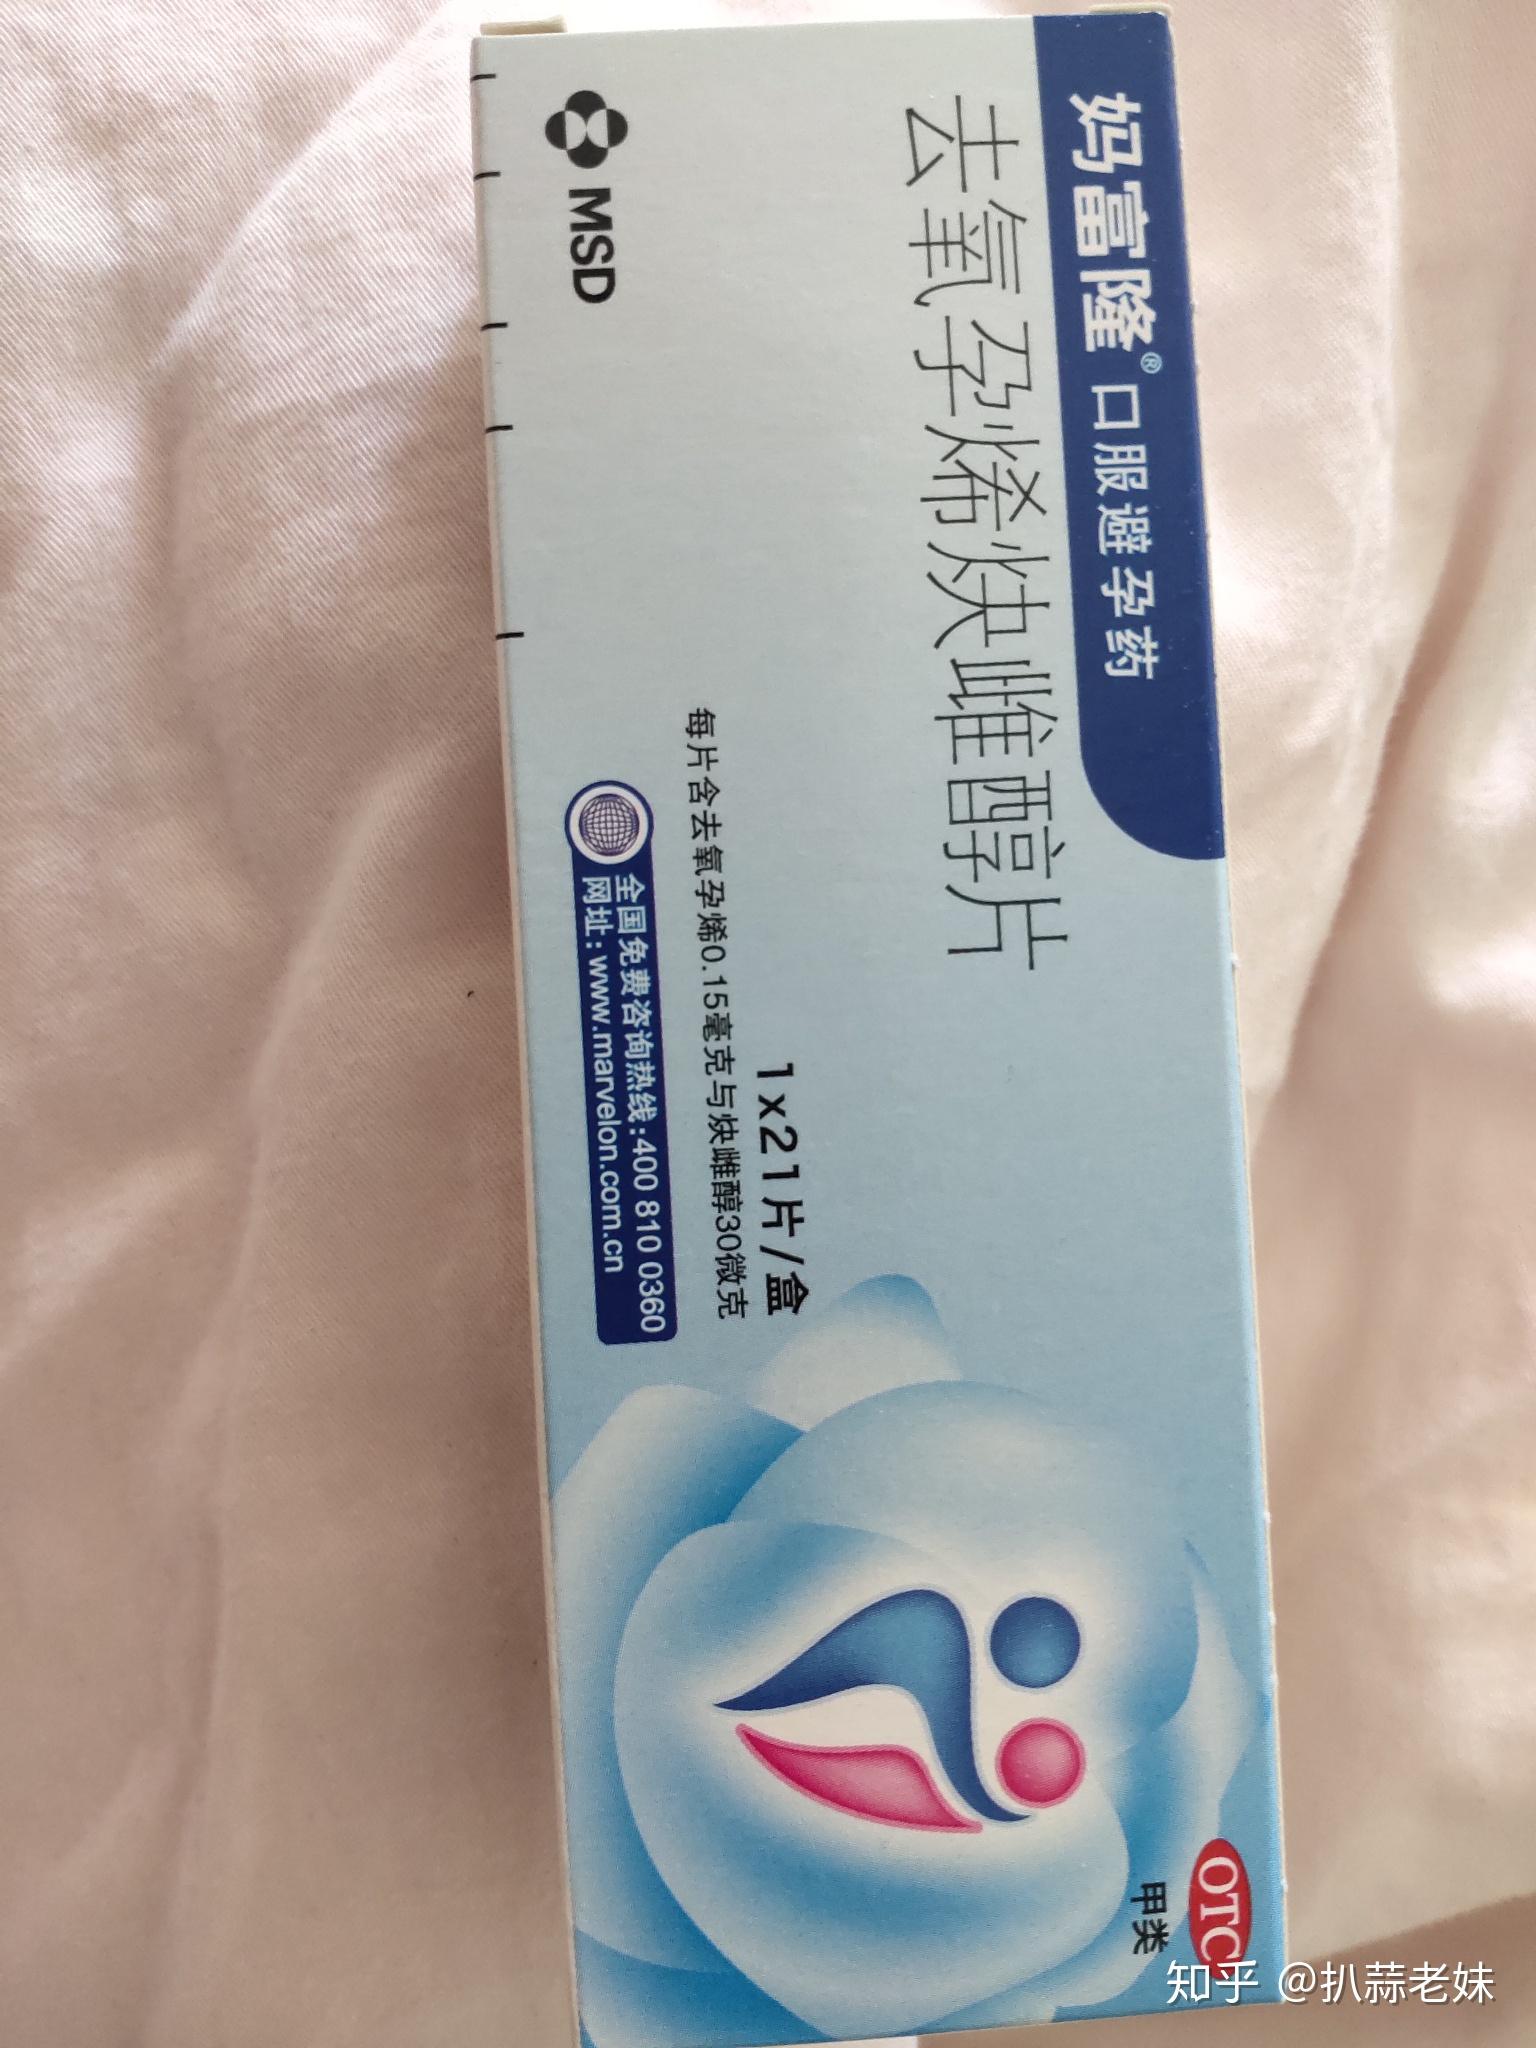 妈富隆® 口服避孕药
去氧孕烯炔雌醇片
OTC
甲类
1x21片/盒
每片含去氧孕烯0.15毫克与炔雌醇30微克
MSD
全国免费咨询热线:400 810 0360
网址:www.marvelon.com.cn
知乎 @扒蒜老妹